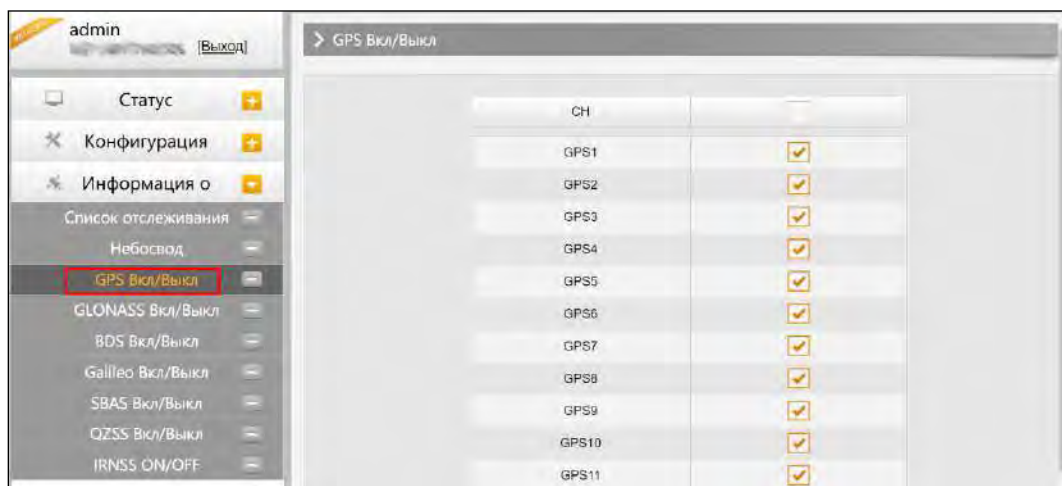 admin
[Выход]
Статус
Конфигурация
Информация о
Список отслеживания
Небосвод
GPS Вкл/Выкл
GLONASS Вкл/Выкл
BDS Вкл/Выкл
Galileo Вкл/Выкл
SBAS Вкл/Выкл
QZSS Вкл/Выкл
IRNSS ON/OFF
> GPS Вкл/Выкл
CH
GPS1
GPS2
GPS3
GPS4
GPS5
GPS6
GPS7
GPS8
GPS9
GPS10
GPS11